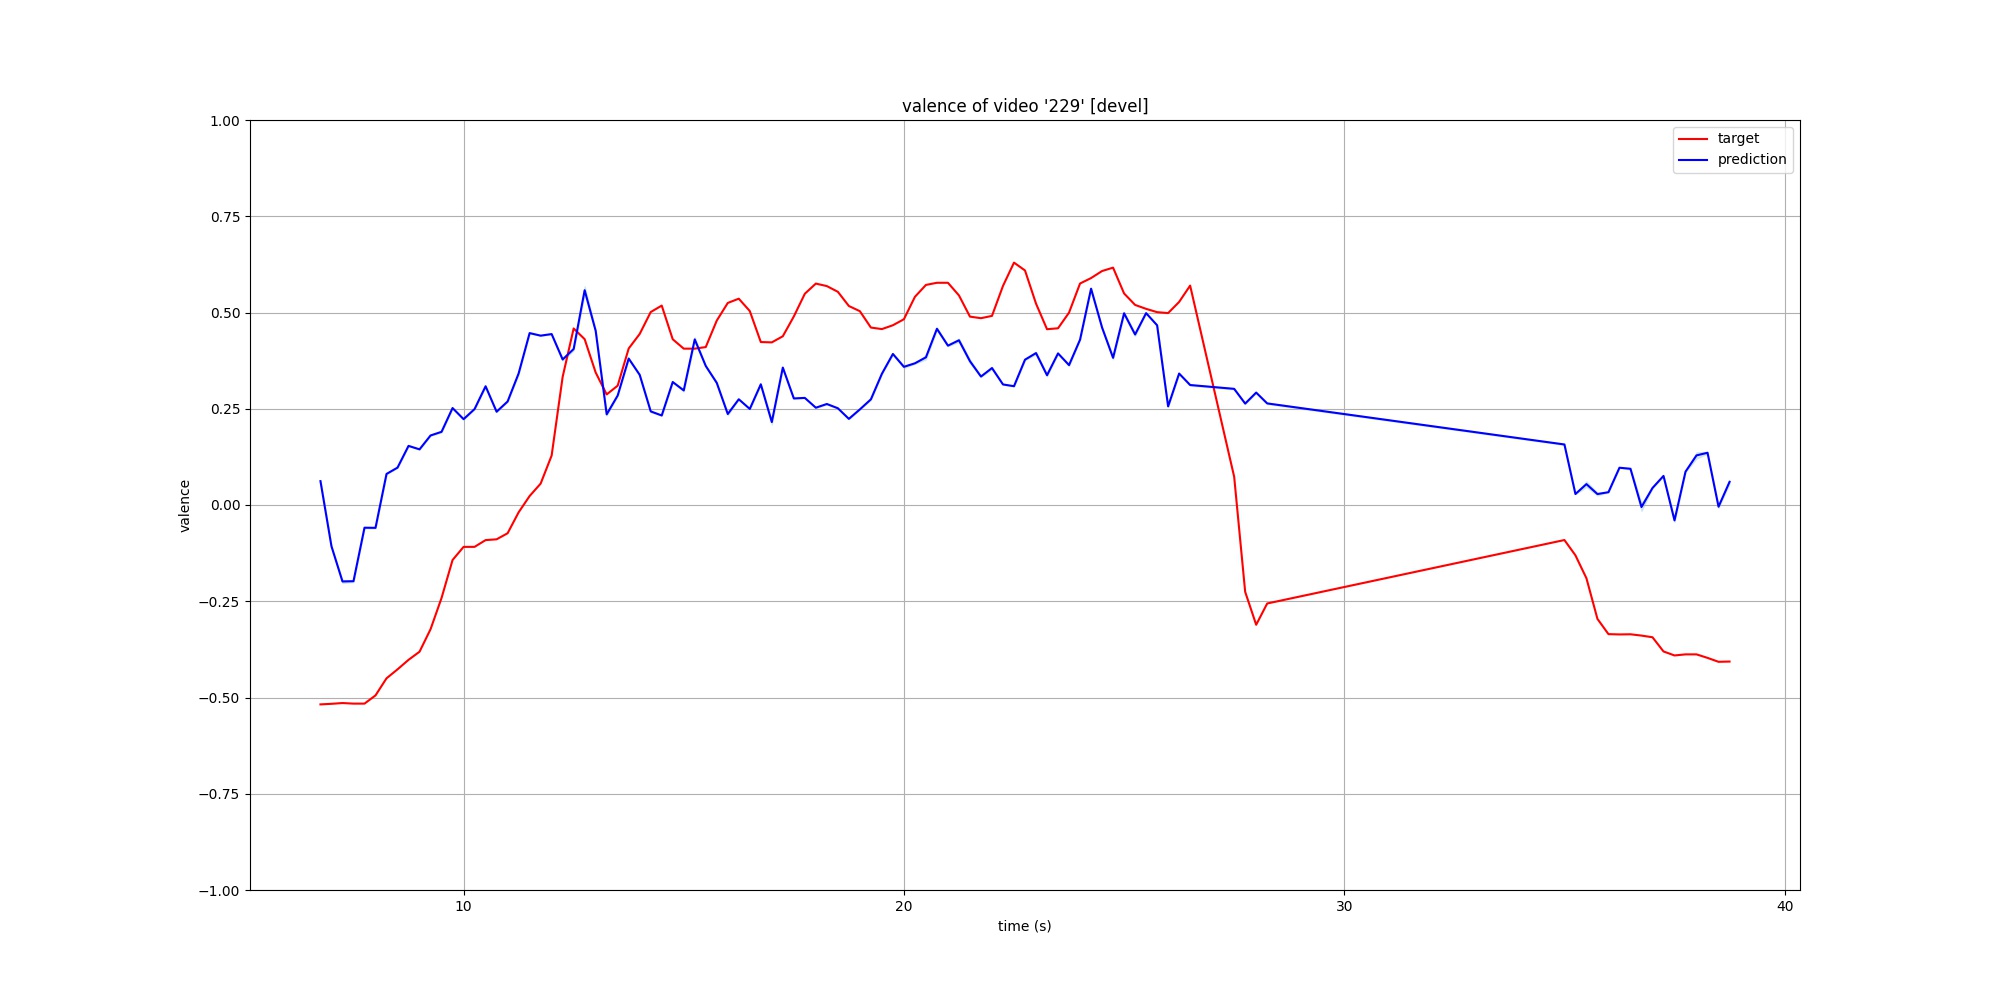 valence of video '229' [devel]
target
prediction
1.00
0.75
0.50
0.25
0.00
−0.25
−0.50
−0.75
−1.00
valence
10
20
30
40
time (s)